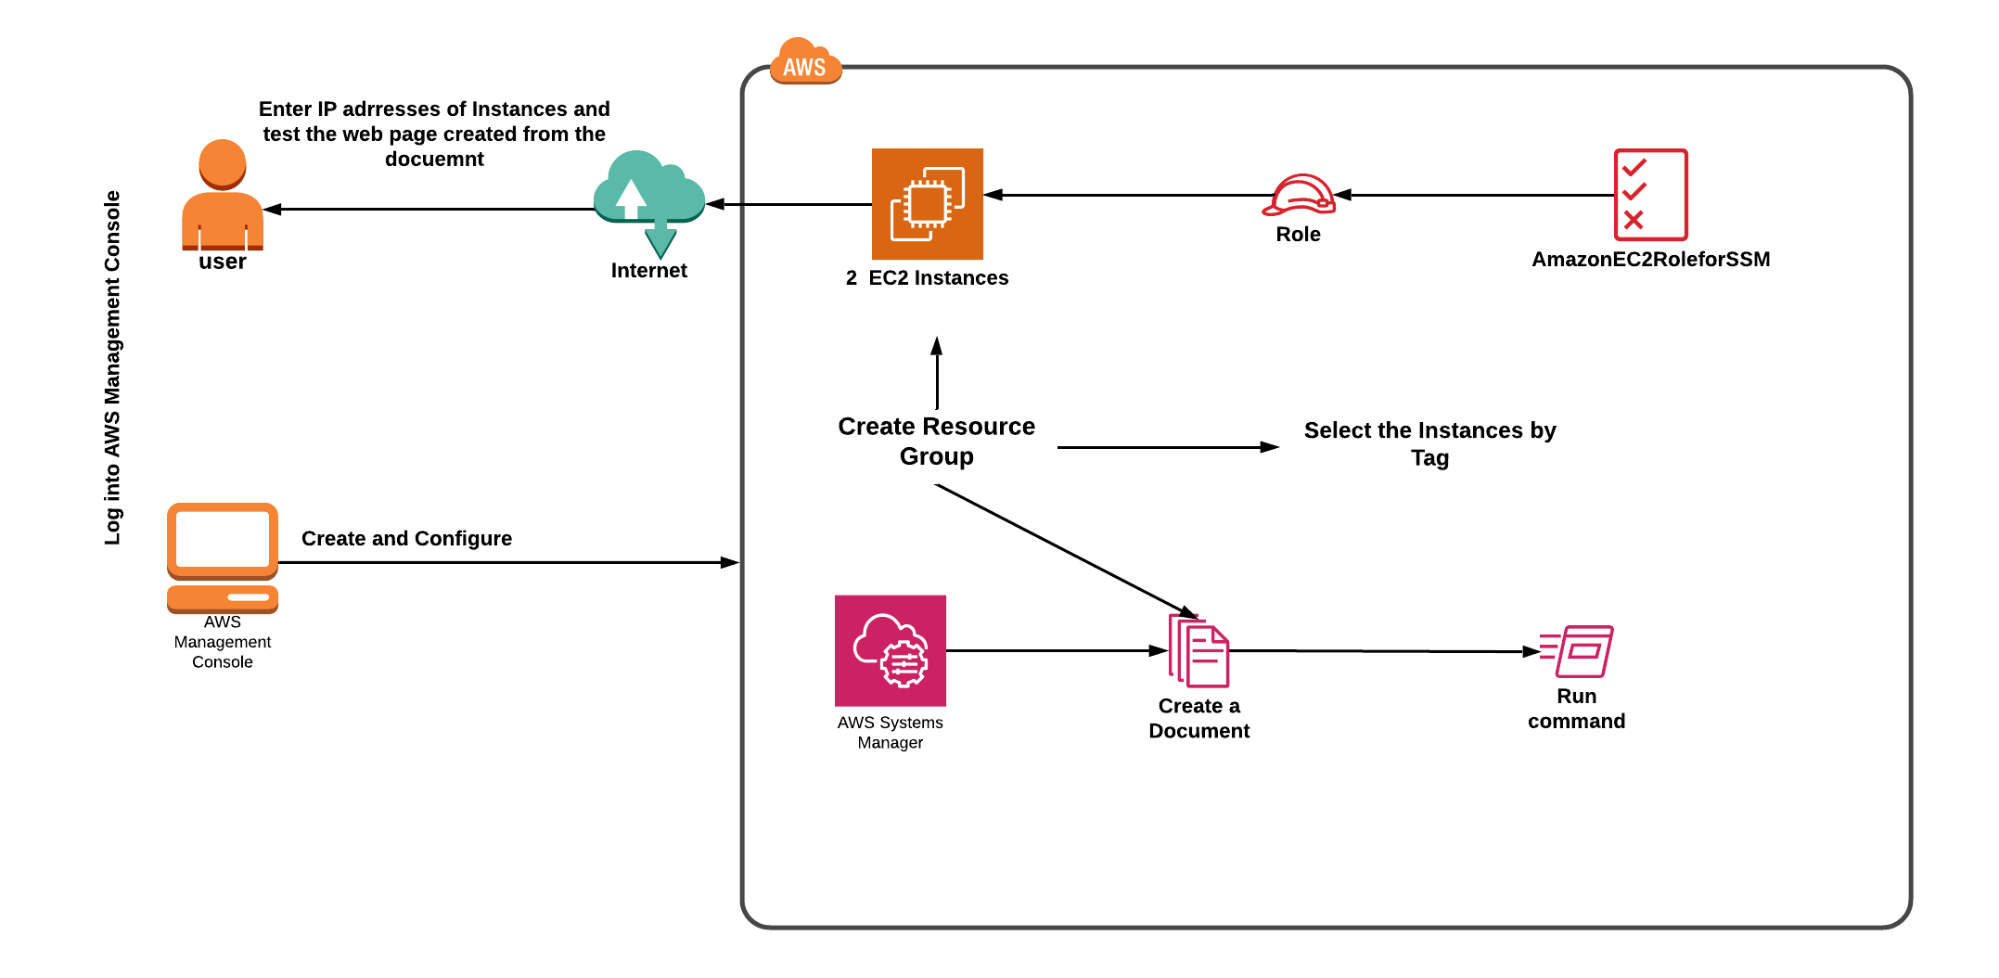 AWS
Enter IP adrresses of Instances and
test the web page created from the
docuemnt
user
Internet
2  EC2 Instances
Role
AmazonEC2RoleforSSM
Log into AWS Management Console
Create Resource
Group
Select the Instances by
Tag
Create and Configure
AWS
Management
Console
AWS Systems
Manager
Create a
Document
Run
command